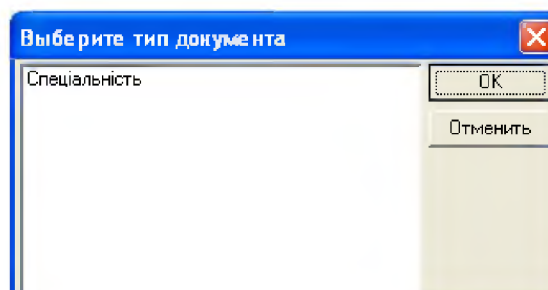 Выберите тип документа
Спеціальність
OK
Отменить